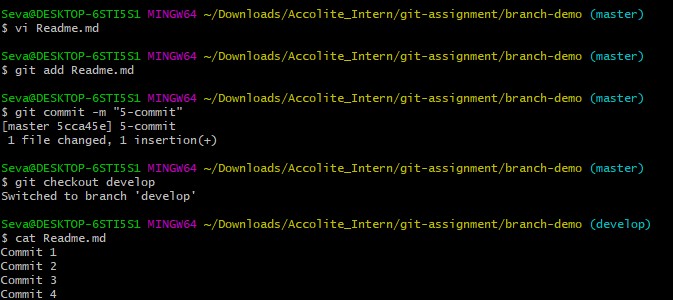 Seva@DESKTOP-6STI5S1 MINGW64 ~/Downloads/Accolite_Intern/git-assignment/branch-demo (master)
$ vi Readme.md
Seva@DESKTOP-6STI5S1 MINGW64 ~/Downloads/Accolite_Intern/git-assignment/branch-demo (master)
$ git add Readme.md
Seva@DESKTOP-6STI5S1 MINGW64 ~/Downloads/Accolite_Intern/git-assignment/branch-demo (master)
$ git commit -m "5-commit"
[master 5cca45e] 5-commit
1 file changed, 1 insertion(+)
Seva@DESKTOP-6STI5S1 MINGW64 ~/Downloads/Accolite_Intern/git-assignment/branch-demo (master)
$ git checkout develop
Switched to branch 'develop'
Seva@DESKTOP-6STI5S1 MINGW64 ~/Downloads/Accolite_Intern/git-assignment/branch-demo (develop)
$ cat Readme.md
Commit 1
Commit 2
Commit 3
Commit 4